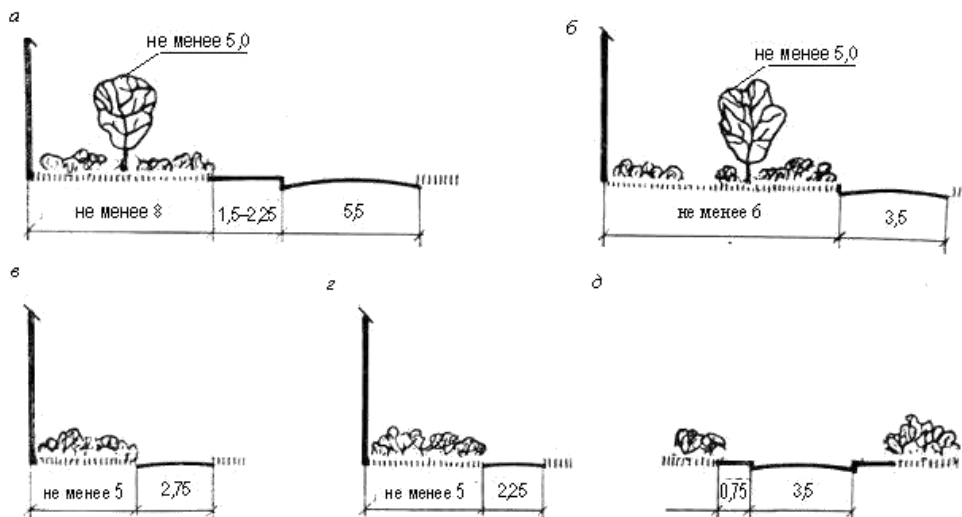 а
не менее 5,0
не менее 8
1,5–2,25
5,5
б
не менее 5,0
не менее 6
3,5
в
не менее 5
2,75
г
не менее 5
2,25
д
0,75
3,5